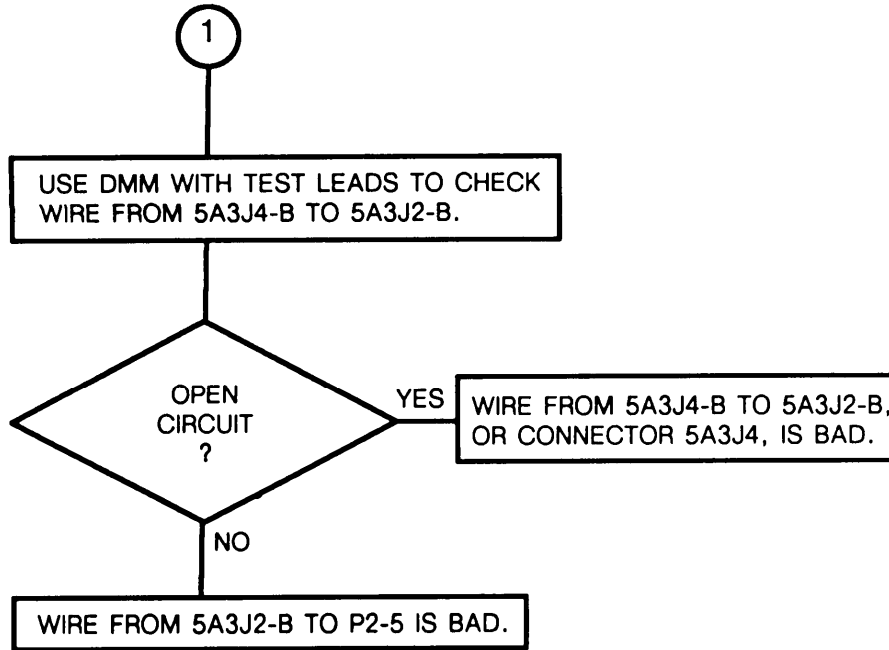 1
USE DMM WITH TEST LEADS TO CHECK
WIRE FROM 5A3J4-B TO 5A3J2-B.
OPEN
CIRCUIT
?
YES
WIRE FROM 5A3J4-B TO 5A3J2-B,
OR CONNECTOR 5A3J4, IS BAD.
NO
WIRE FROM 5A3J2-B TO P2-5 IS BAD.